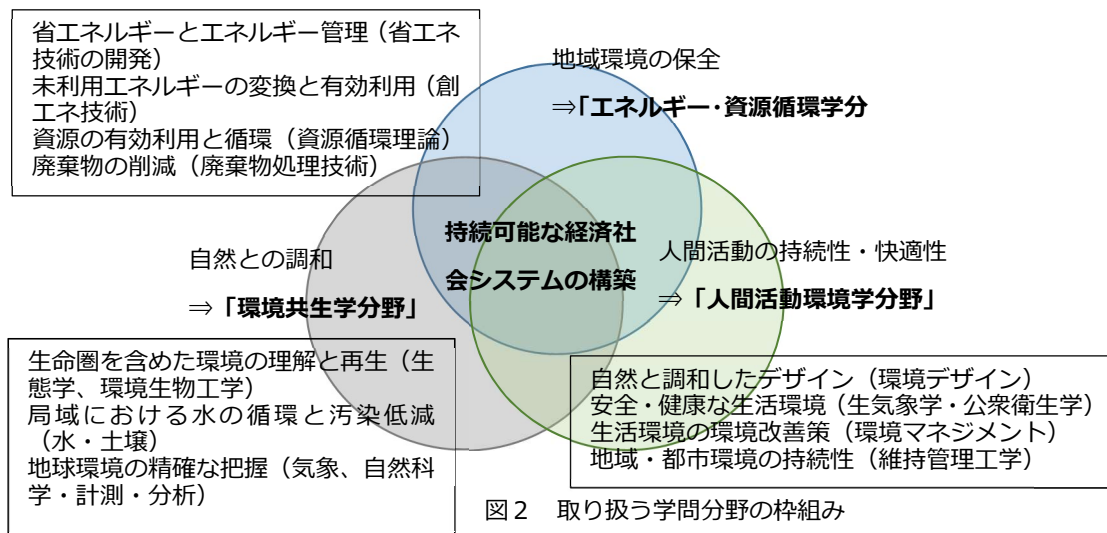 省エネルギーとエネルギー管理（省エネ
技術の開発）
未利用エネルギーの変換と有効利用（創
エネ技術）
資源の有効利用と循環（資源循環理論）
廃棄物の削減（廃棄物処理技術）
地域環境の保全
⇒「エネルギー･資源循環学分
持続可能な経済社
会システムの構築
自然との調和
⇒「環境共生学分野」
人間活動の持続性・快適性
⇒「人間活動環境学分野」
生命圏を含めた環境の理解と再生（生
態学、環境生物工学）
局域における水の循環と汚染低減
（水・土壌）
地球環境の精確な把握（気象、自然科
学・計測・分析）
自然と調和したデザイン（環境デザイン）
安全・健康な生活環境（生気象学・公衆衛生学）
生活環境の環境改善策（環境マネジメント）
地域・都市環境の持続性（維持管理工学）
図２　取り扱う学問分野の枠組み